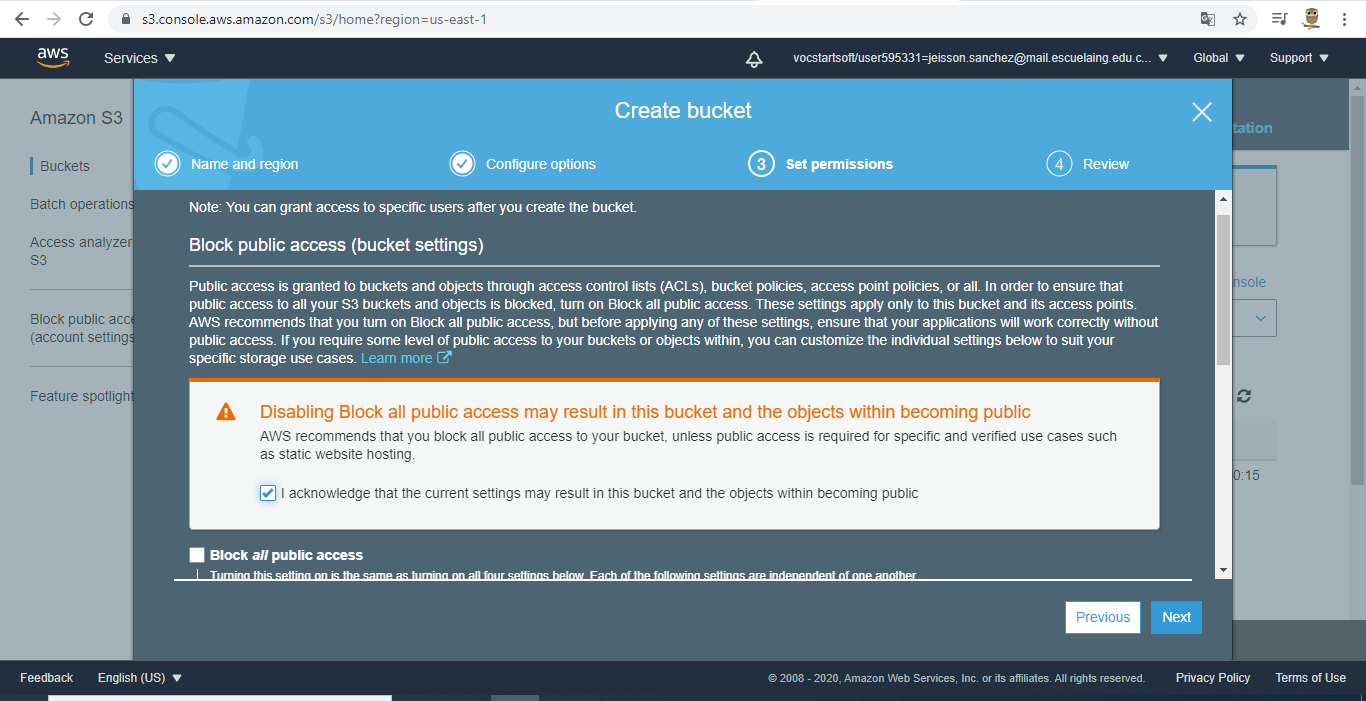 s3.console.aws.amazon.com/s3/home?region=us-east-1
aws
Services
vocstartsoft/user595331=jeisson.sanchez@mail.escuelaing.edu.c...
Global
Support
Amazon S3
Buckets
Batch operations
Access analyzer
S3
Block public acce
(account settings
Feature spotlight
tation
nsole
0:15
Create bucket
Name and region
Configure options
3
Set permissions
4
Review
Note: You can grant access to specific users after you create the bucket.
Block public access (bucket settings)
Public access is granted to buckets and objects through access control lists (ACLs), bucket policies, access point policies, or all. In order to ensure that
public access to all your S3 buckets and objects is blocked, turn on Block all public access. These settings apply only to this bucket and its access points.
AWS recommends that you turn on Block all public access, but before applying any of these settings, ensure that your applications will work correctly without
public access. If you require some level of public access to your buckets or objects within, you can customize the individual settings below to suit your
specific storage use cases. Learn more
Disabling Block all public access may result in this bucket and the objects within becoming public
AWS recommends that you block all public access to your bucket, unless public access is required for specific and verified use cases such
as static website hosting.
I acknowledge that the current settings may result in this bucket and the objects within becoming public
Block all public access
Turning this setting on is the same as turning on all four settings below. Each of the following settings are independent of one another
Previous
Next
Feedback
English (US)
© 2008 - 2020, Amazon Web Services, Inc. or its affiliates. All rights reserved.
Privacy Policy
Terms of Use